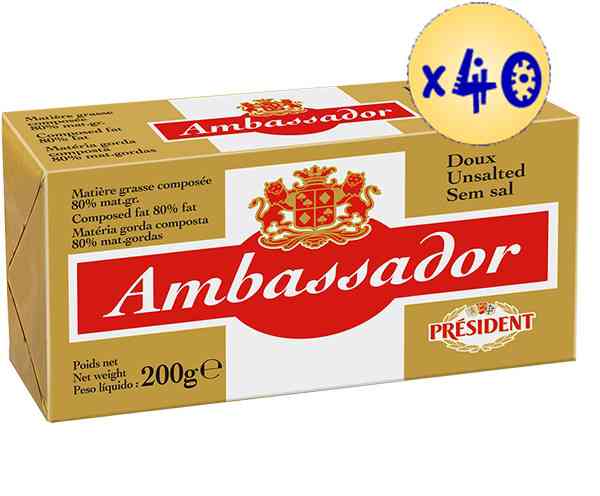 x40
Matière grasse
composée
80% mat.gr.
Composed fat
80% fat
Matéria gorda
composta
80% mat.gordas
Ambassador
Matière grasse composée
80% mat.gr.
Composed fat 80% fat
Matéria gorda composta
80% mat.gordas
Doux
Unsalted
Sem sal
Ambassador
PRÉSIDENT
Poids net
Net weight
Peso líquido : 200g e